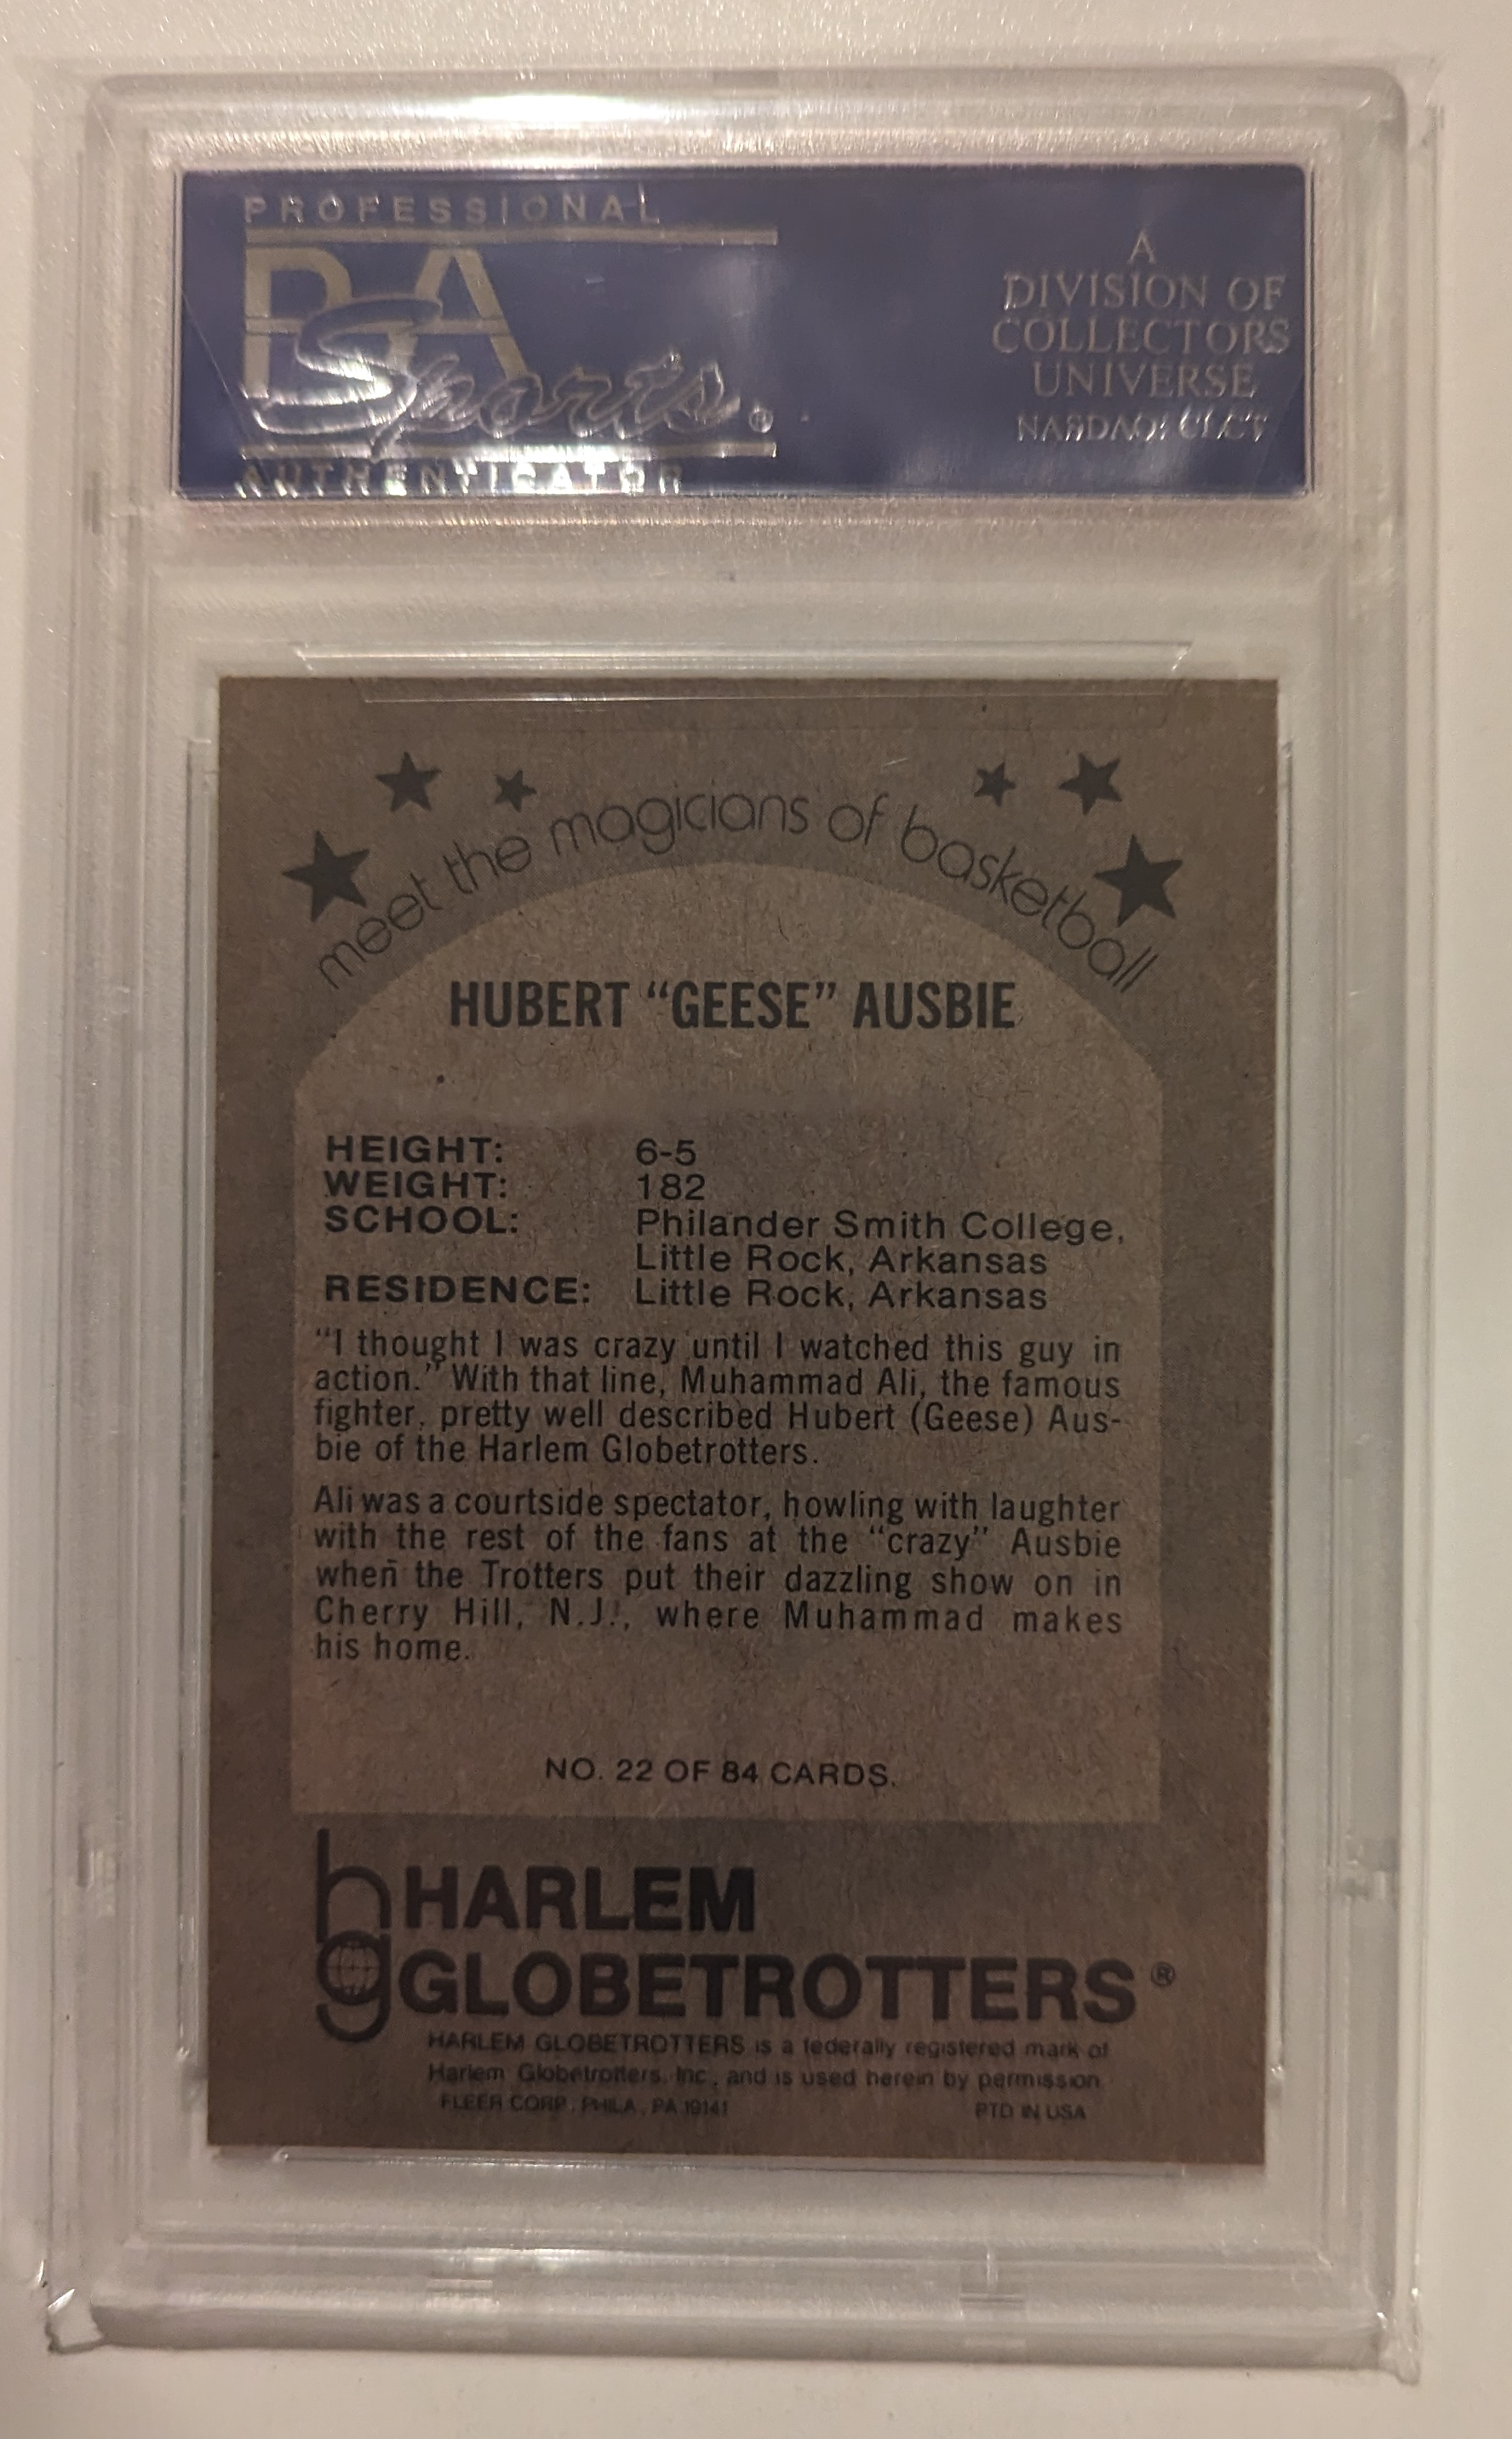 PROFESSIONAL
PSA
Sports®
AUTHENTICATOR
A
DIVISION OF
COLLECTORS
UNIVERSE
NASDAQ: CLCT
meet the magicians of basketball
HUBERT “GEESE” AUSBIE
HEIGHT: 6-5
WEIGHT: 182
SCHOOL: Philander Smith College,
Little Rock, Arkansas
RESIDENCE: Little Rock, Arkansas
“I thought I was crazy until I watched this guy in
action.” With that line, Muhammad Ali, the famous
fighter, pretty well described Hubert (Geese) Aus-
bie of the Harlem Globetrotters.
Ali was a courtside spectator, howling with laughter
with the rest of the fans at the “crazy” Ausbie
when the Trotters put their dazzling show on in
Cherry Hill, N.J., where Muhammad makes
his home.
NO. 22 OF 84 CARDS.
hg HARLEM
GLOBETROTTERS®
HARLEM GLOBETROTTERS is a federally registered mark of
Harlem Globetrotters, Inc., and is used herein by permission
FLEER CORP., PHILA., PA 19141 PTD IN USA